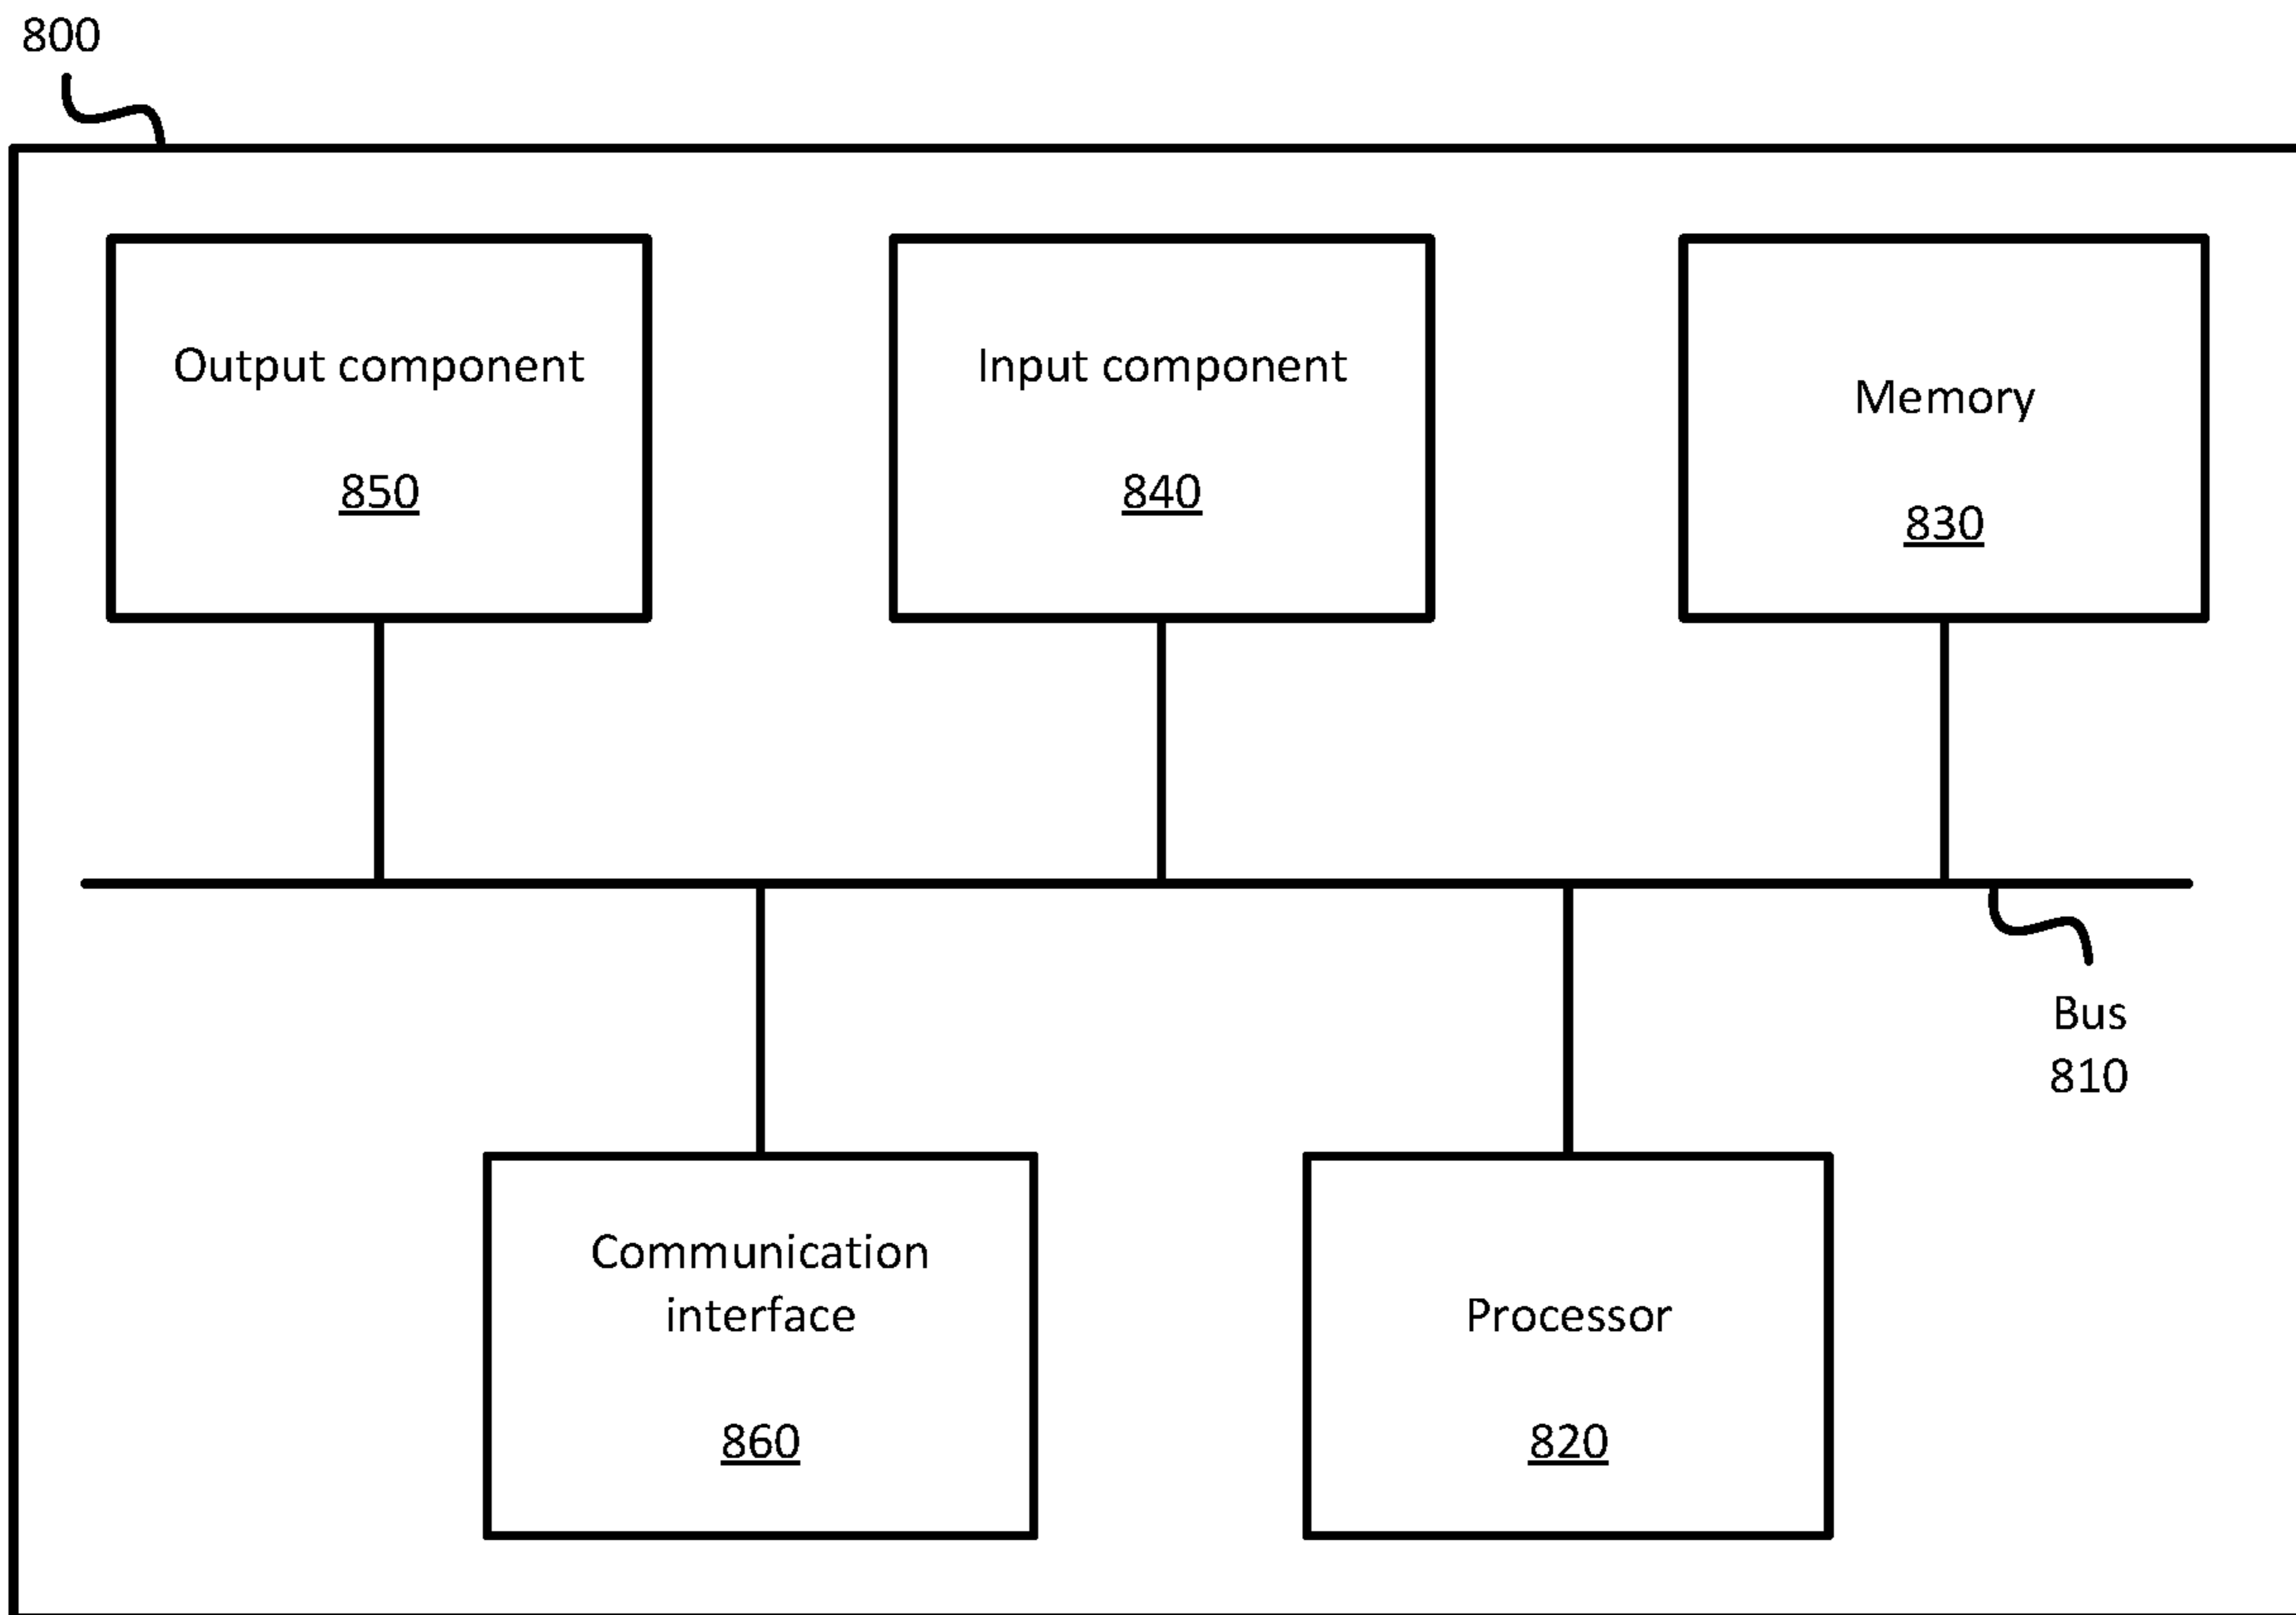 800
Output component
850
Input component
840
Memory
830
Bus
810
Communication
interface
860
Processor
820